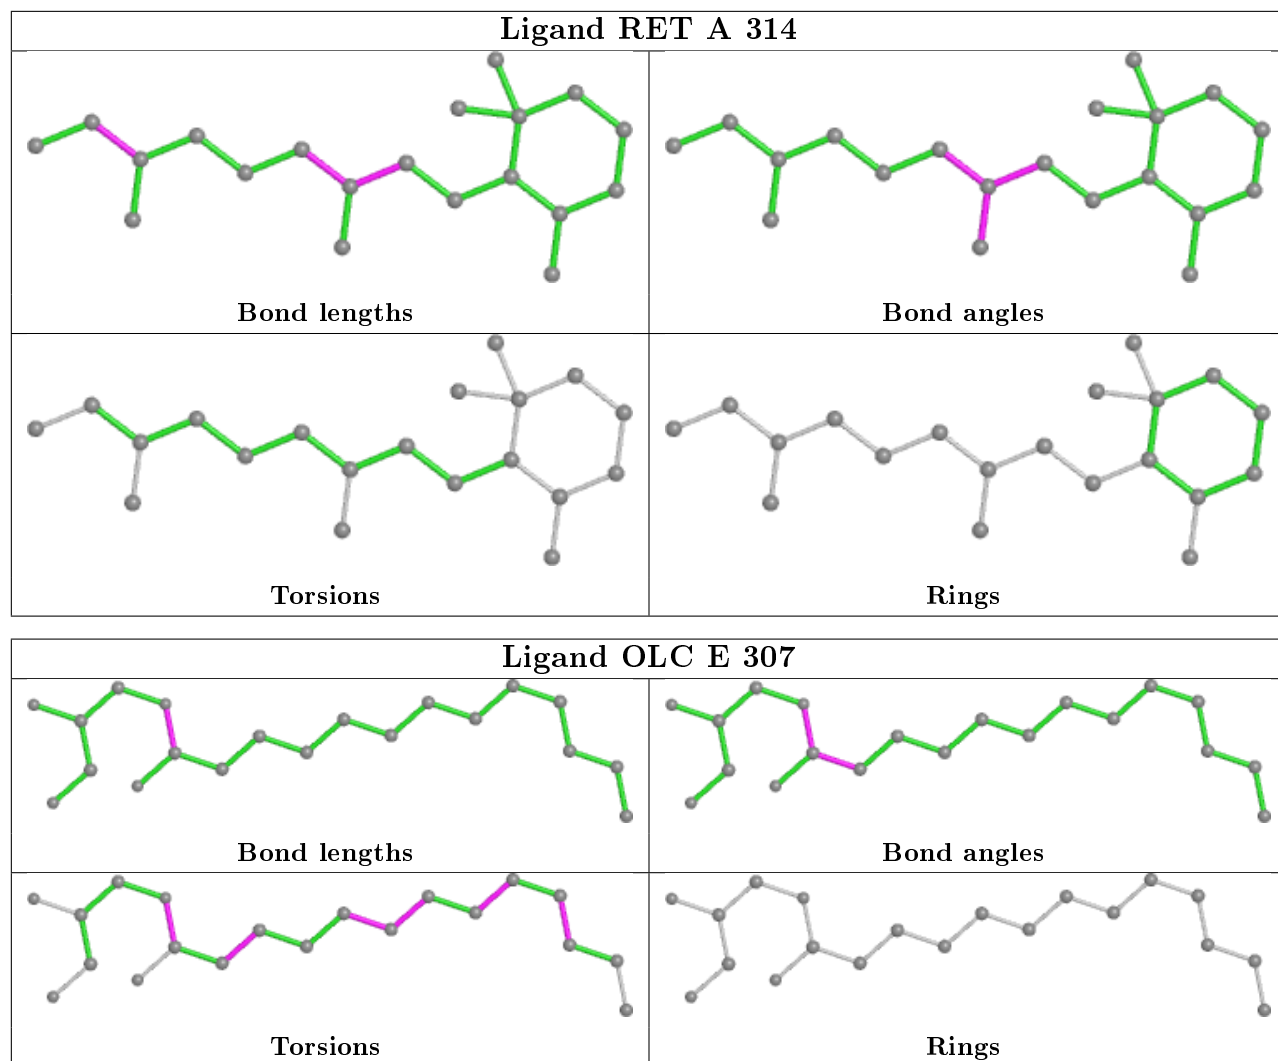 Ligand RET A 314
Bond lengths
Bond angles
Torsions
Rings
Ligand OLC E 307
Bond lengths
Bond angles
Torsions
Rings